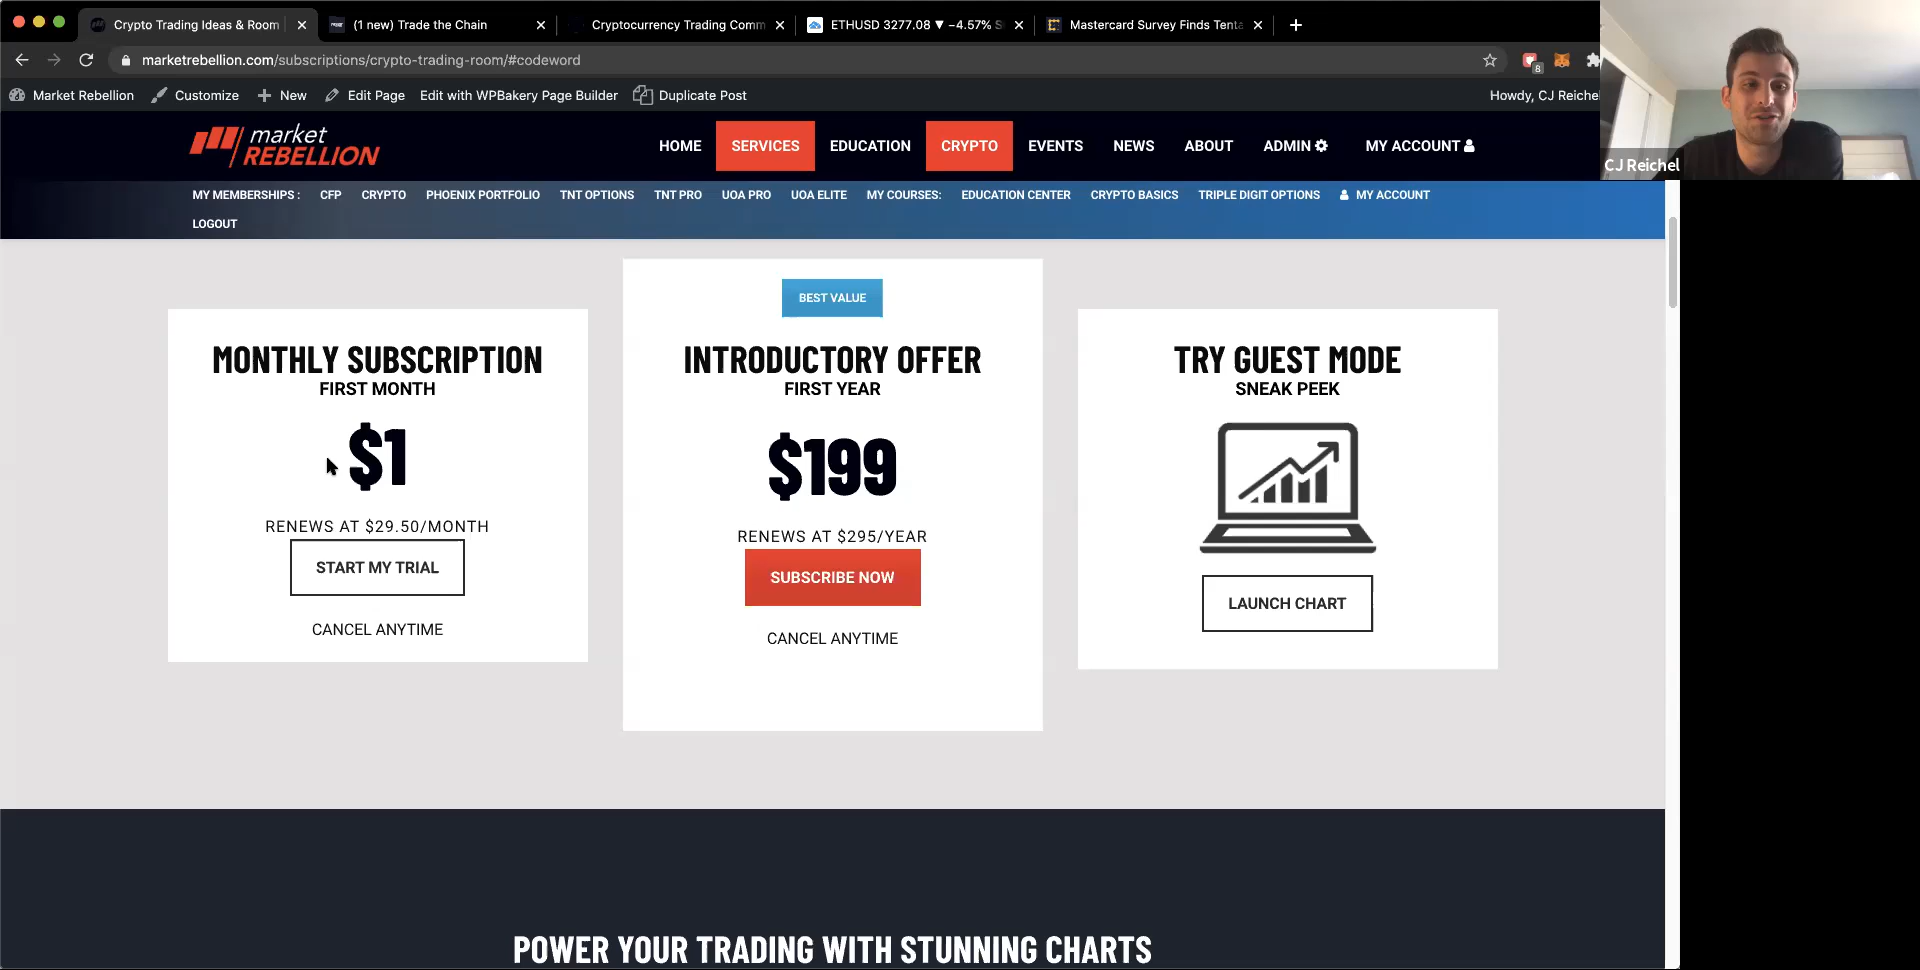 Crypto Trading Ideas & Room
(1 new) Trade the Chain
Cryptocurrency Trading Comm
ETHUSD 3277.08 ▼ −4.57%
Mastercard Survey Finds Tenta
marketrebellion.com/subscriptions/crypto-trading-room/#codeword
8
Market Rebellion Customize New Edit Page Edit with WPBakery Page Builder Duplicate Post Howdy, CJ Reichel
market
REBELLION
HOME SERVICES EDUCATION CRYPTO EVENTS NEWS ABOUT ADMIN MY ACCOUNT
CJ Reichel
MY MEMBERSHIPS : CFP CRYPTO PHOENIX PORTFOLIO TNT OPTIONS TNT PRO UOA PRO UOA ELITE MY COURSES: EDUCATION CENTER CRYPTO BASICS TRIPLE DIGIT OPTIONS MY ACCOUNT
LOGOUT
MONTHLY SUBSCRIPTION
FIRST MONTH
$1
RENEWS AT $29.50/MONTH
START MY TRIAL
CANCEL ANYTIME
BEST VALUE
INTRODUCTORY OFFER
FIRST YEAR
$199
RENEWS AT $295/YEAR
SUBSCRIBE NOW
CANCEL ANYTIME
TRY GUEST MODE
SNEAK PEEK
LAUNCH CHART
POWER YOUR TRADING WITH STUNNING CHARTS